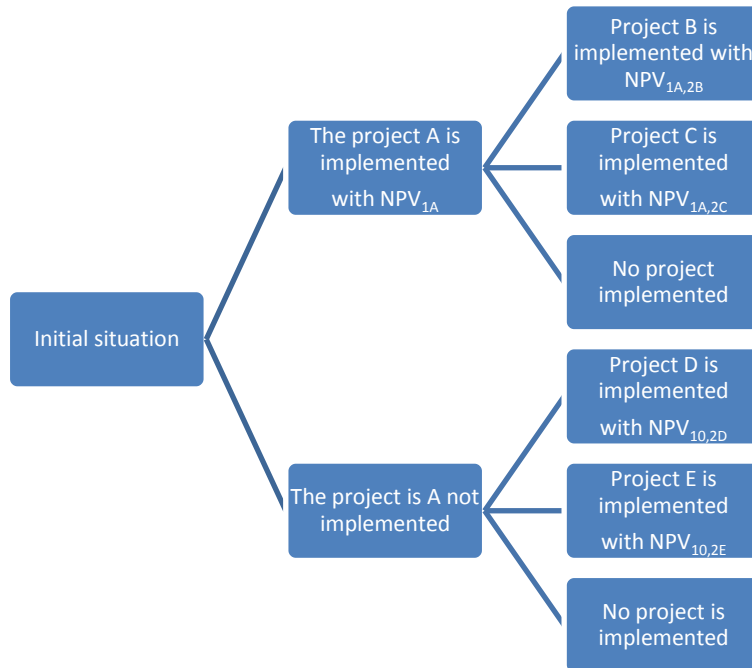 Project B is
implemented with
NPV1A,2B
The project A is
implemented
with NPV1A
Project C is
implemented
with NPV1A,2C
No project
implemented
Initial situation
Project D is
implemented
with NPV10,2D
The project is A not
implemented
Project E is
implemented
with NPV10,2E
No project is
implemented